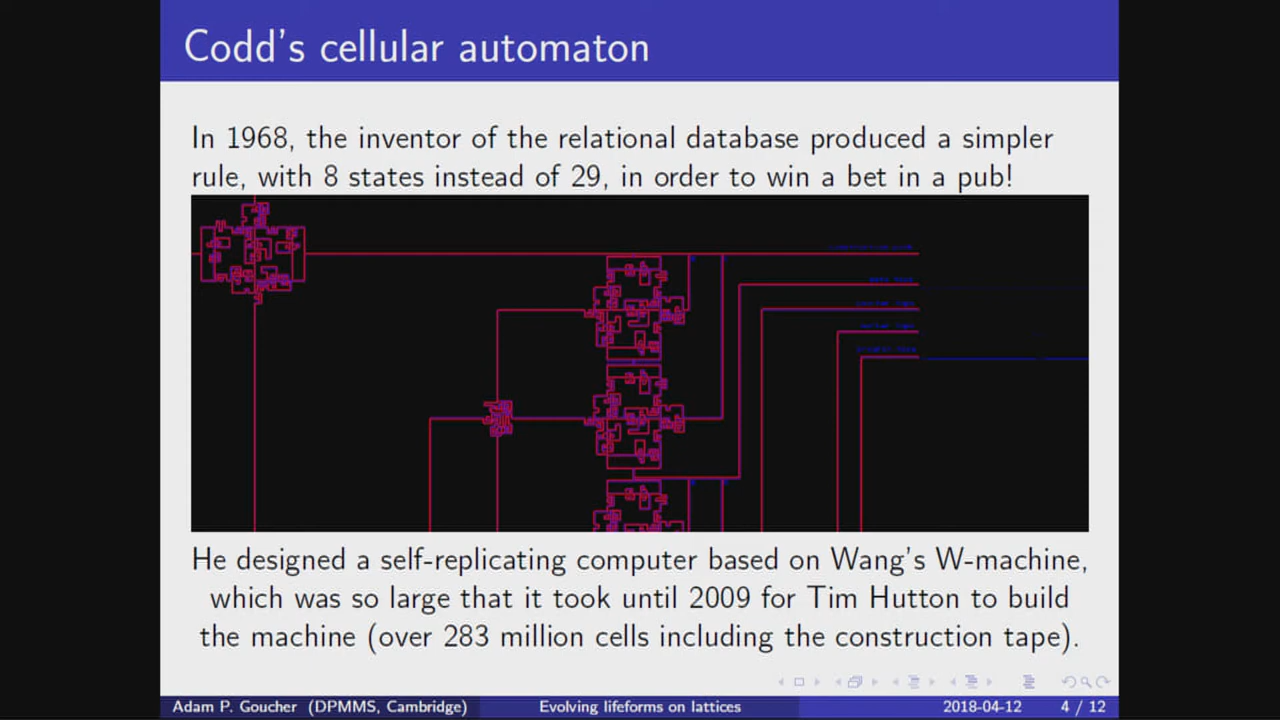 Codd's cellular automaton
In 1968, the inventor of the relational database produced a simpler
rule, with 8 states instead of 29, in order to win a bet in a pub!
He designed a self-replicating computer based on Wang's W-machine,
which was so large that it took until 2009 for Tim Hutton to build
the machine (over 283 million cells including the construction tape).
Adam P. Goucher (DPMMS, Cambridge) Evolving lifeforms on lattices 2018-04-12 4 / 12